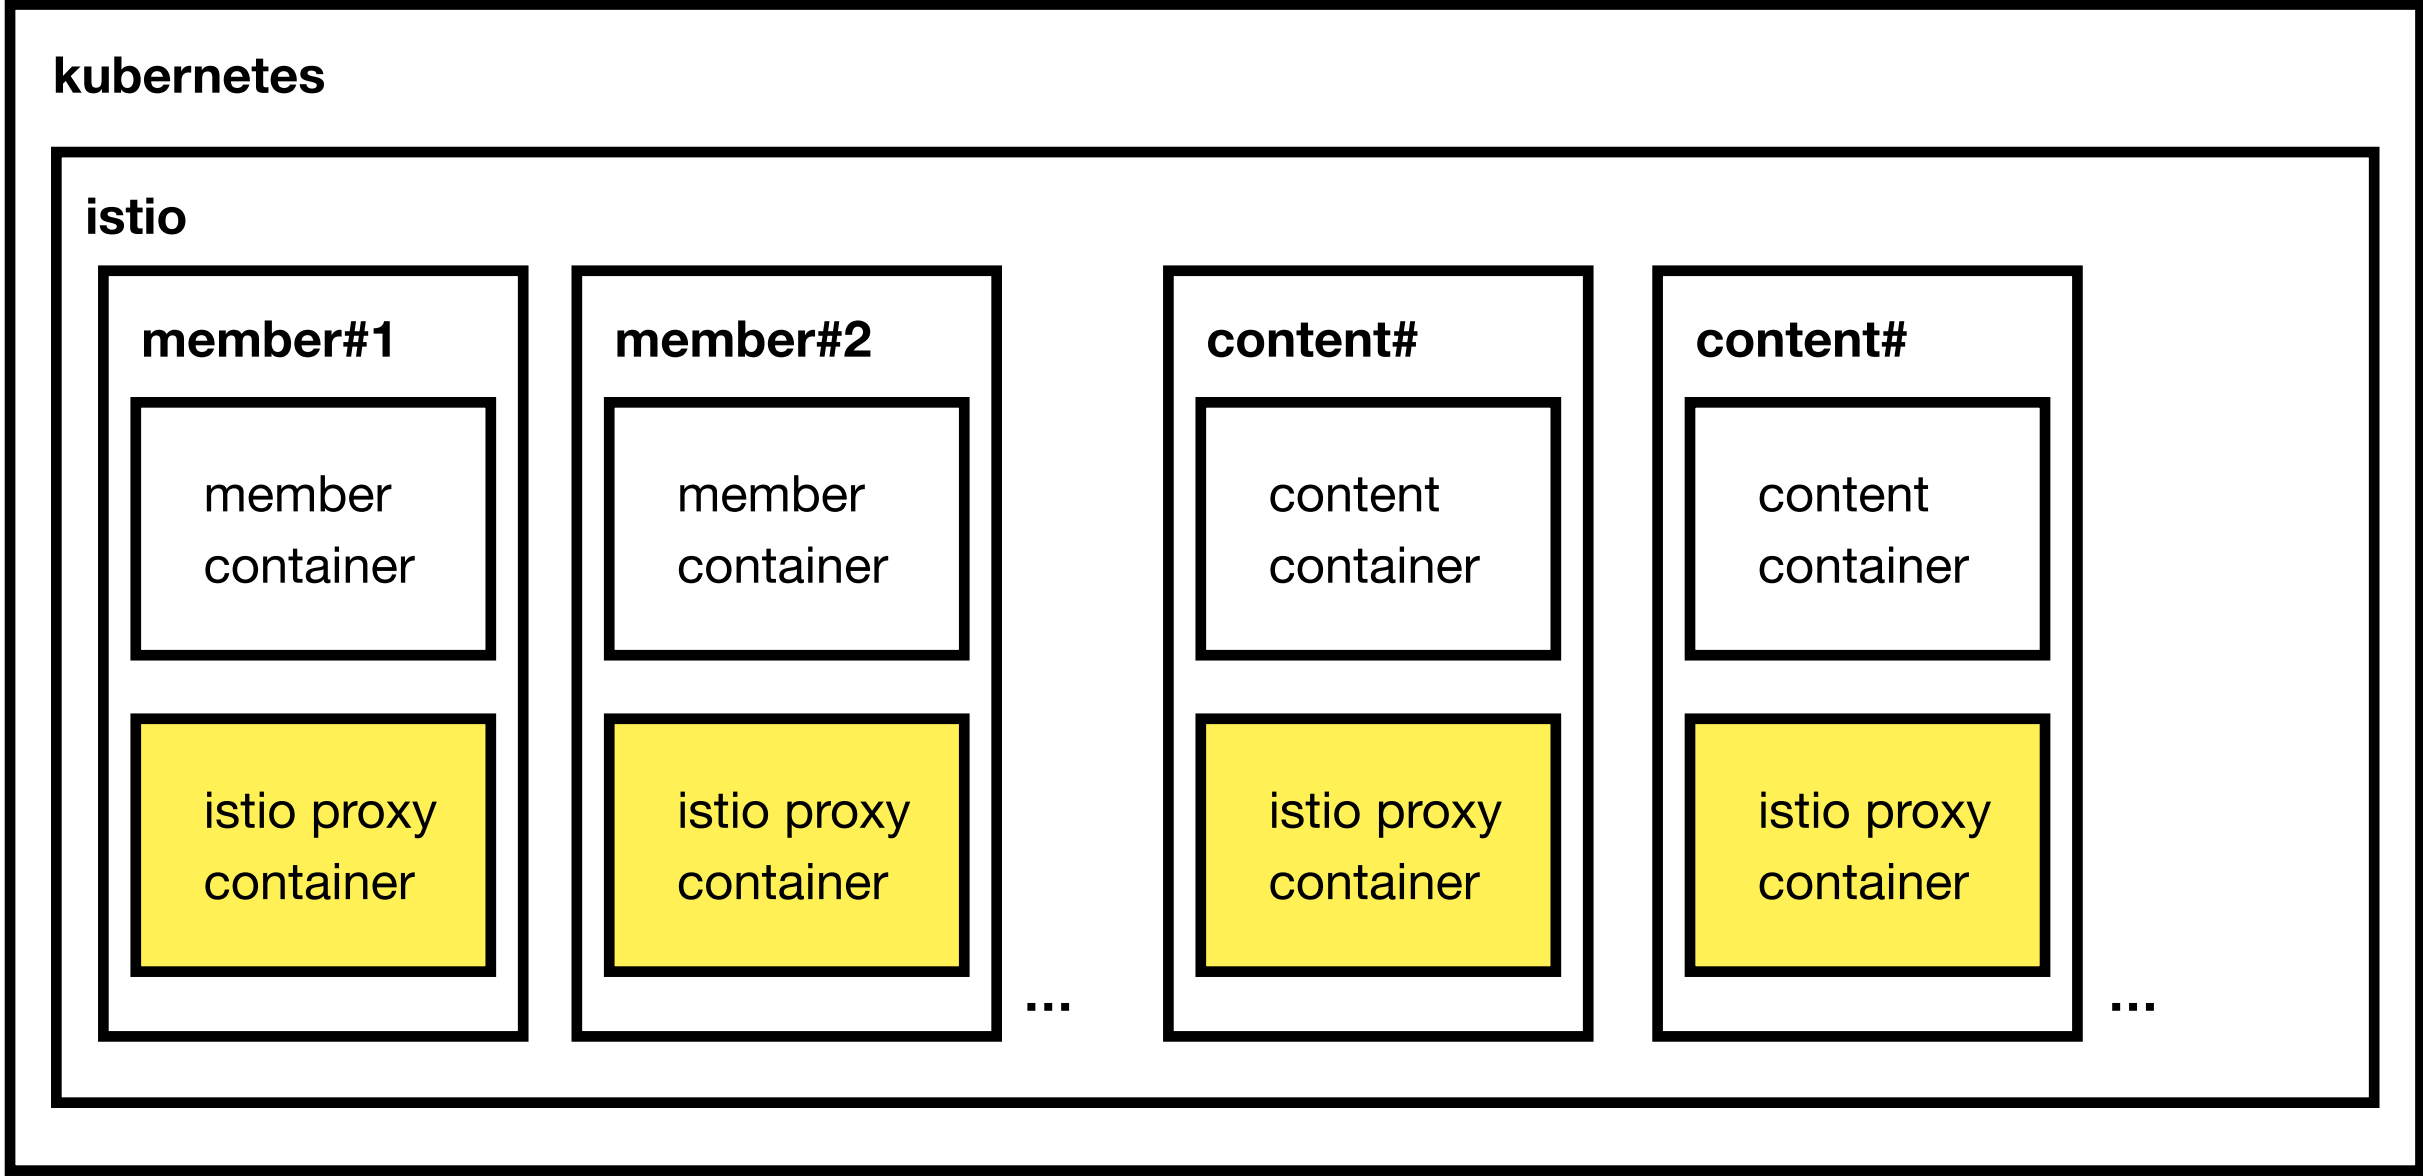 kubernetes
istio
member#1
member
container
istio proxy
container
member#2
member
container
istio proxy
container
...
content#
content
container
istio proxy
container
content#
content
container
istio proxy
container
...